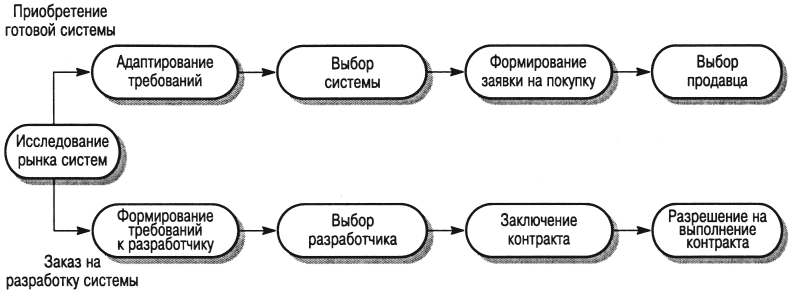 Приобретение
готовой системы
Адаптирование
требований
Выбор
системы
Формирование
заявки на покупку
Выбор
продавца
Исследование
рынка систем
Формирование
требований
к разработчику
Выбор
разработчика
Заключение
контракта
Разрешение на
выполнение
контракта
Заказ на
разработку системы